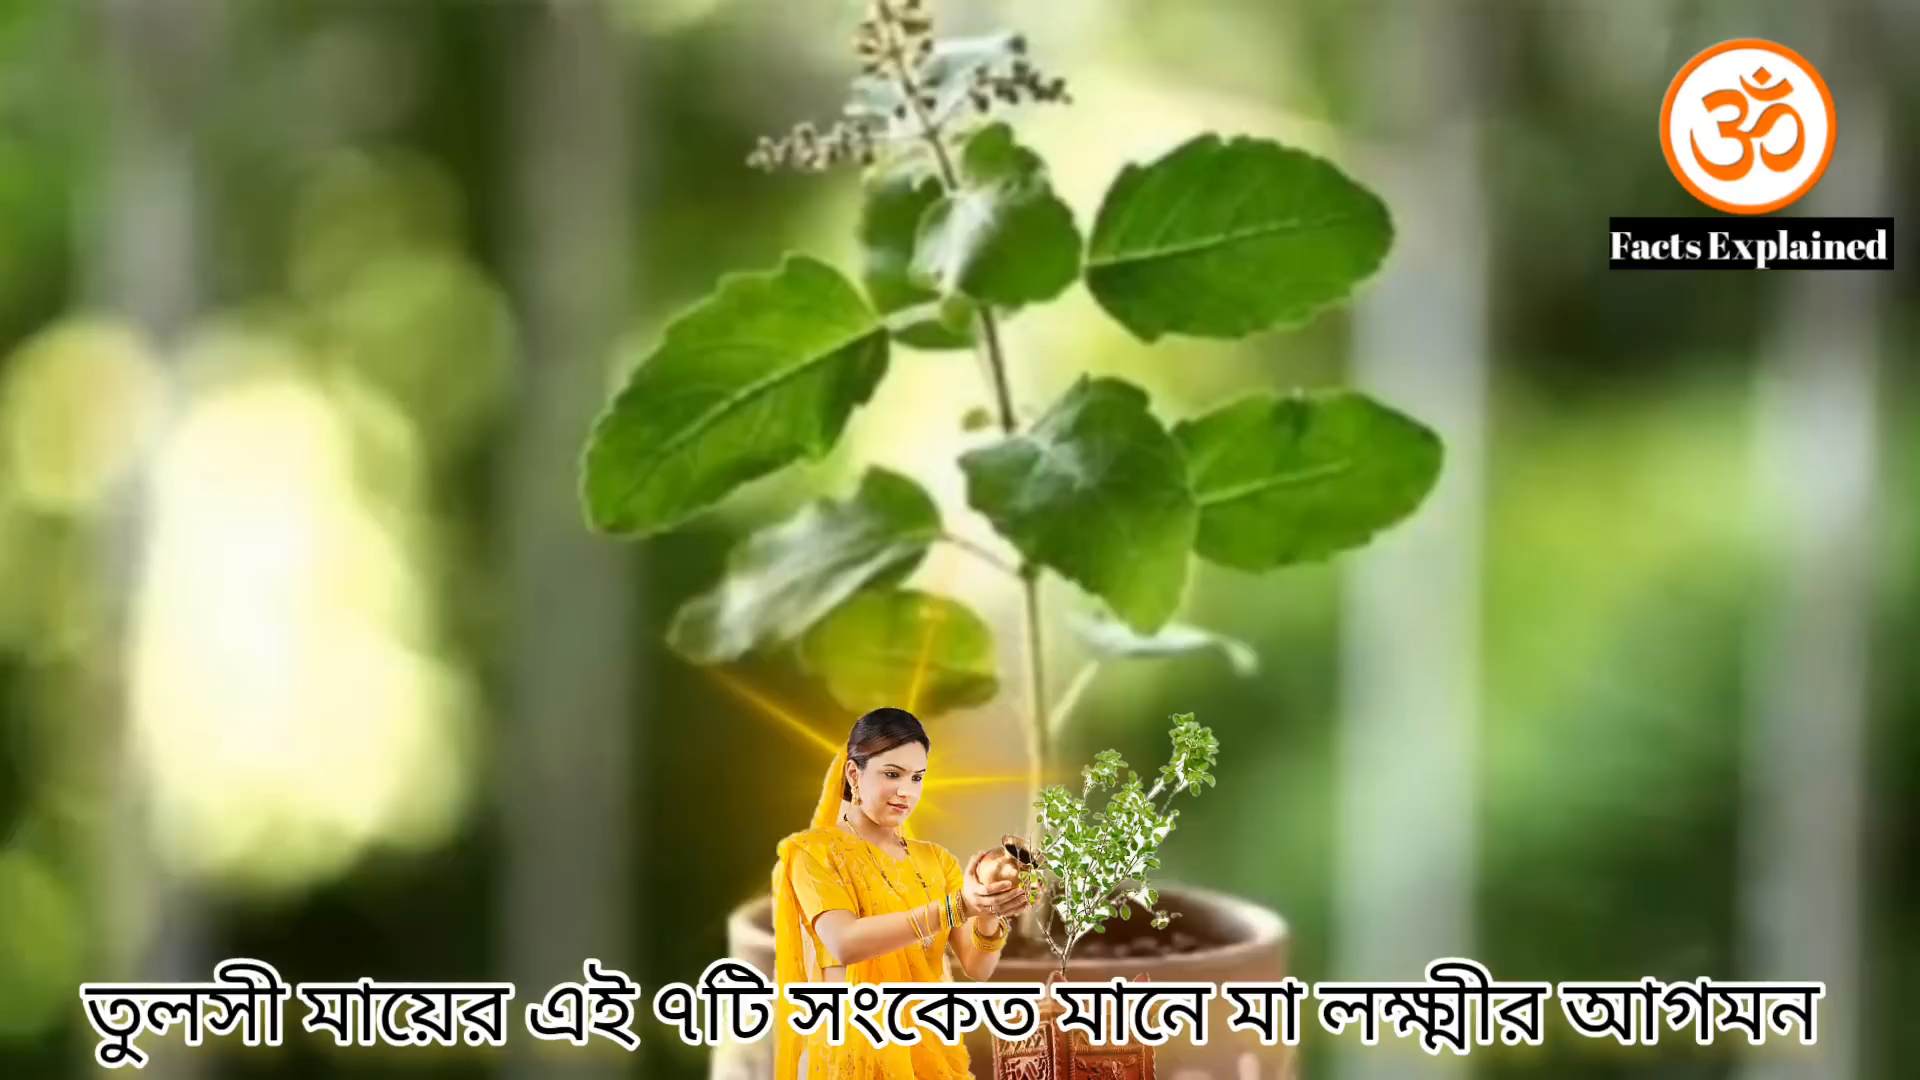 ॐ
Facts Explained
তুলসী মায়ের এই ৭টি সংকেত মানে মা লক্ষ্মীর আগমন